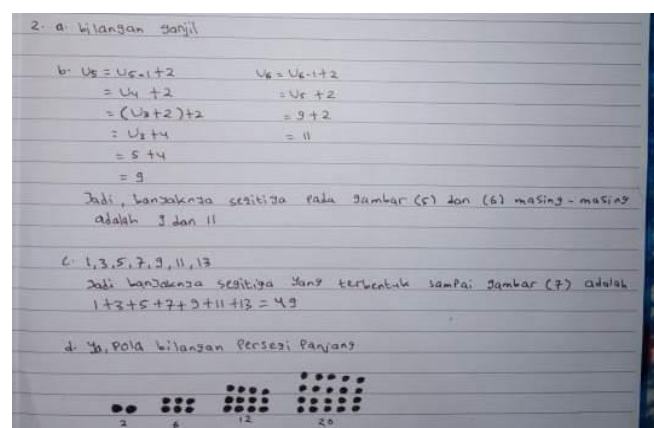 2. a. bilangan ganjil
b. U5 = U5-1+2 U6 = U6-1+2
= U4 +2 = U5 +2
= (U3+2)+2 = 9+2
= U3+4 = 11
= 5 +4
= 9
Jadi, banyaknya segitiga pada gambar (5) dan (6) masing-masing
adalah 9 dan 11
c. 1,3,5,7,9,11,13
Jadi banyaknya segitiga yang terbentuk sampai gambar (7) adalah
1+3+5+7+9+11+13 = 49
d. Ya, Pola bilangan Persegi Panjang
2 6 12 20